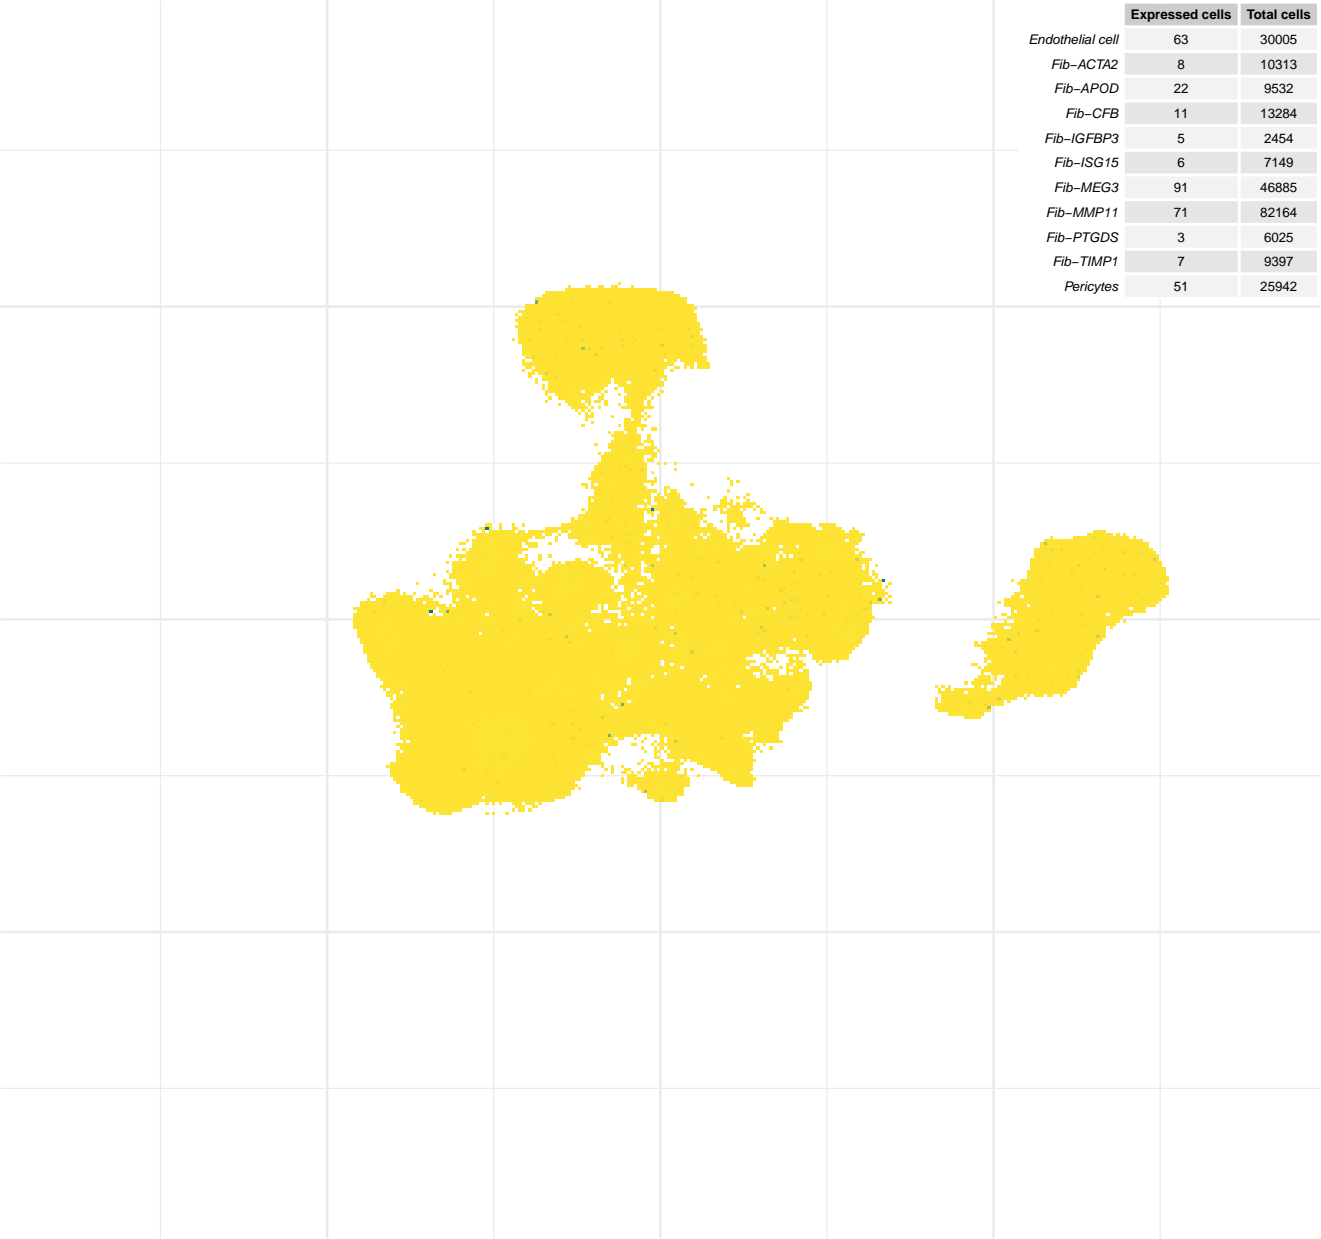 Expressed cells Total cells
Endothelial cell 63 30005
Fib−ACTA2 8 10313
Fib−APOD 22 9532
Fib−CFB 11 13284
Fib−IGFBP3 5 2454
Fib−ISG15 6 7149
Fib−MEG3 91 46885
Fib−MMP11 71 82164
Fib−PTGDS 3 6025
Fib−TIMP1 7 9397
Pericytes 51 25942